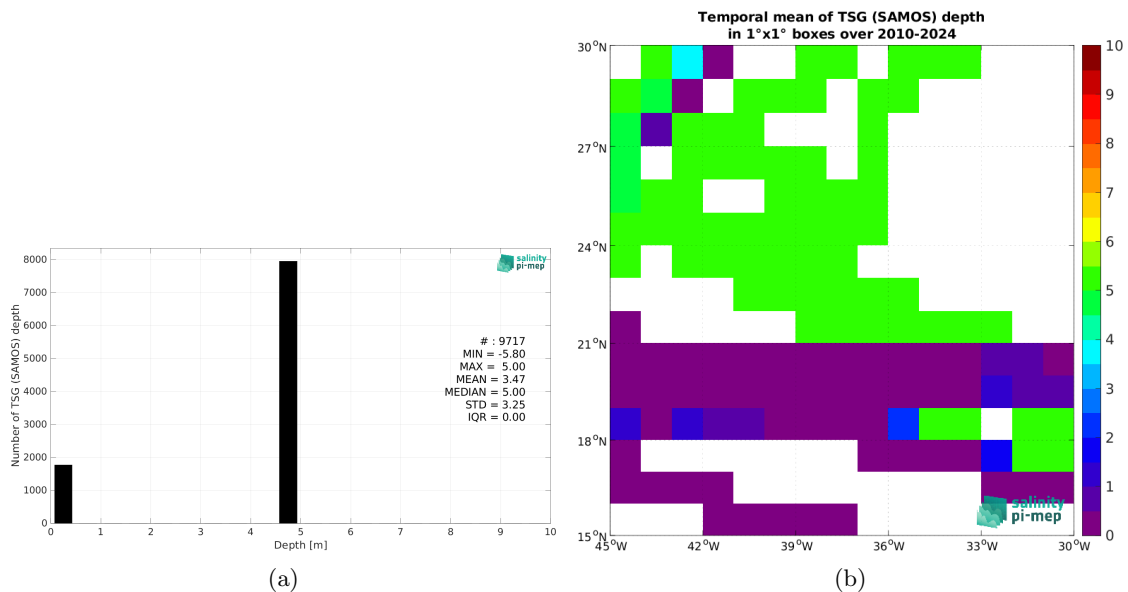 8000
7000
6000
5000
4000
3000
2000
1000
0
Number of TSG (SAMOS) depth
salinity
pi-mep
# : 9717
MIN = -5.80
MAX = 5.00
MEAN = 3.47
MEDIAN = 5.00
STD = 3.25
IQR = 0.00
0 1 2 3 4 5 6 7 8 9 10
Depth [m]
(a)
Temporal mean of TSG (SAMOS) depth
in 1°x1° boxes over 2010-2024
30°N
27°N
24°N
21°N
18°N
15°N
45°W 42°W 39°W 36°W 33°W 30°W
salinity
pi-mep
10
9
8
7
6
5
4
3
2
1
0
(b)